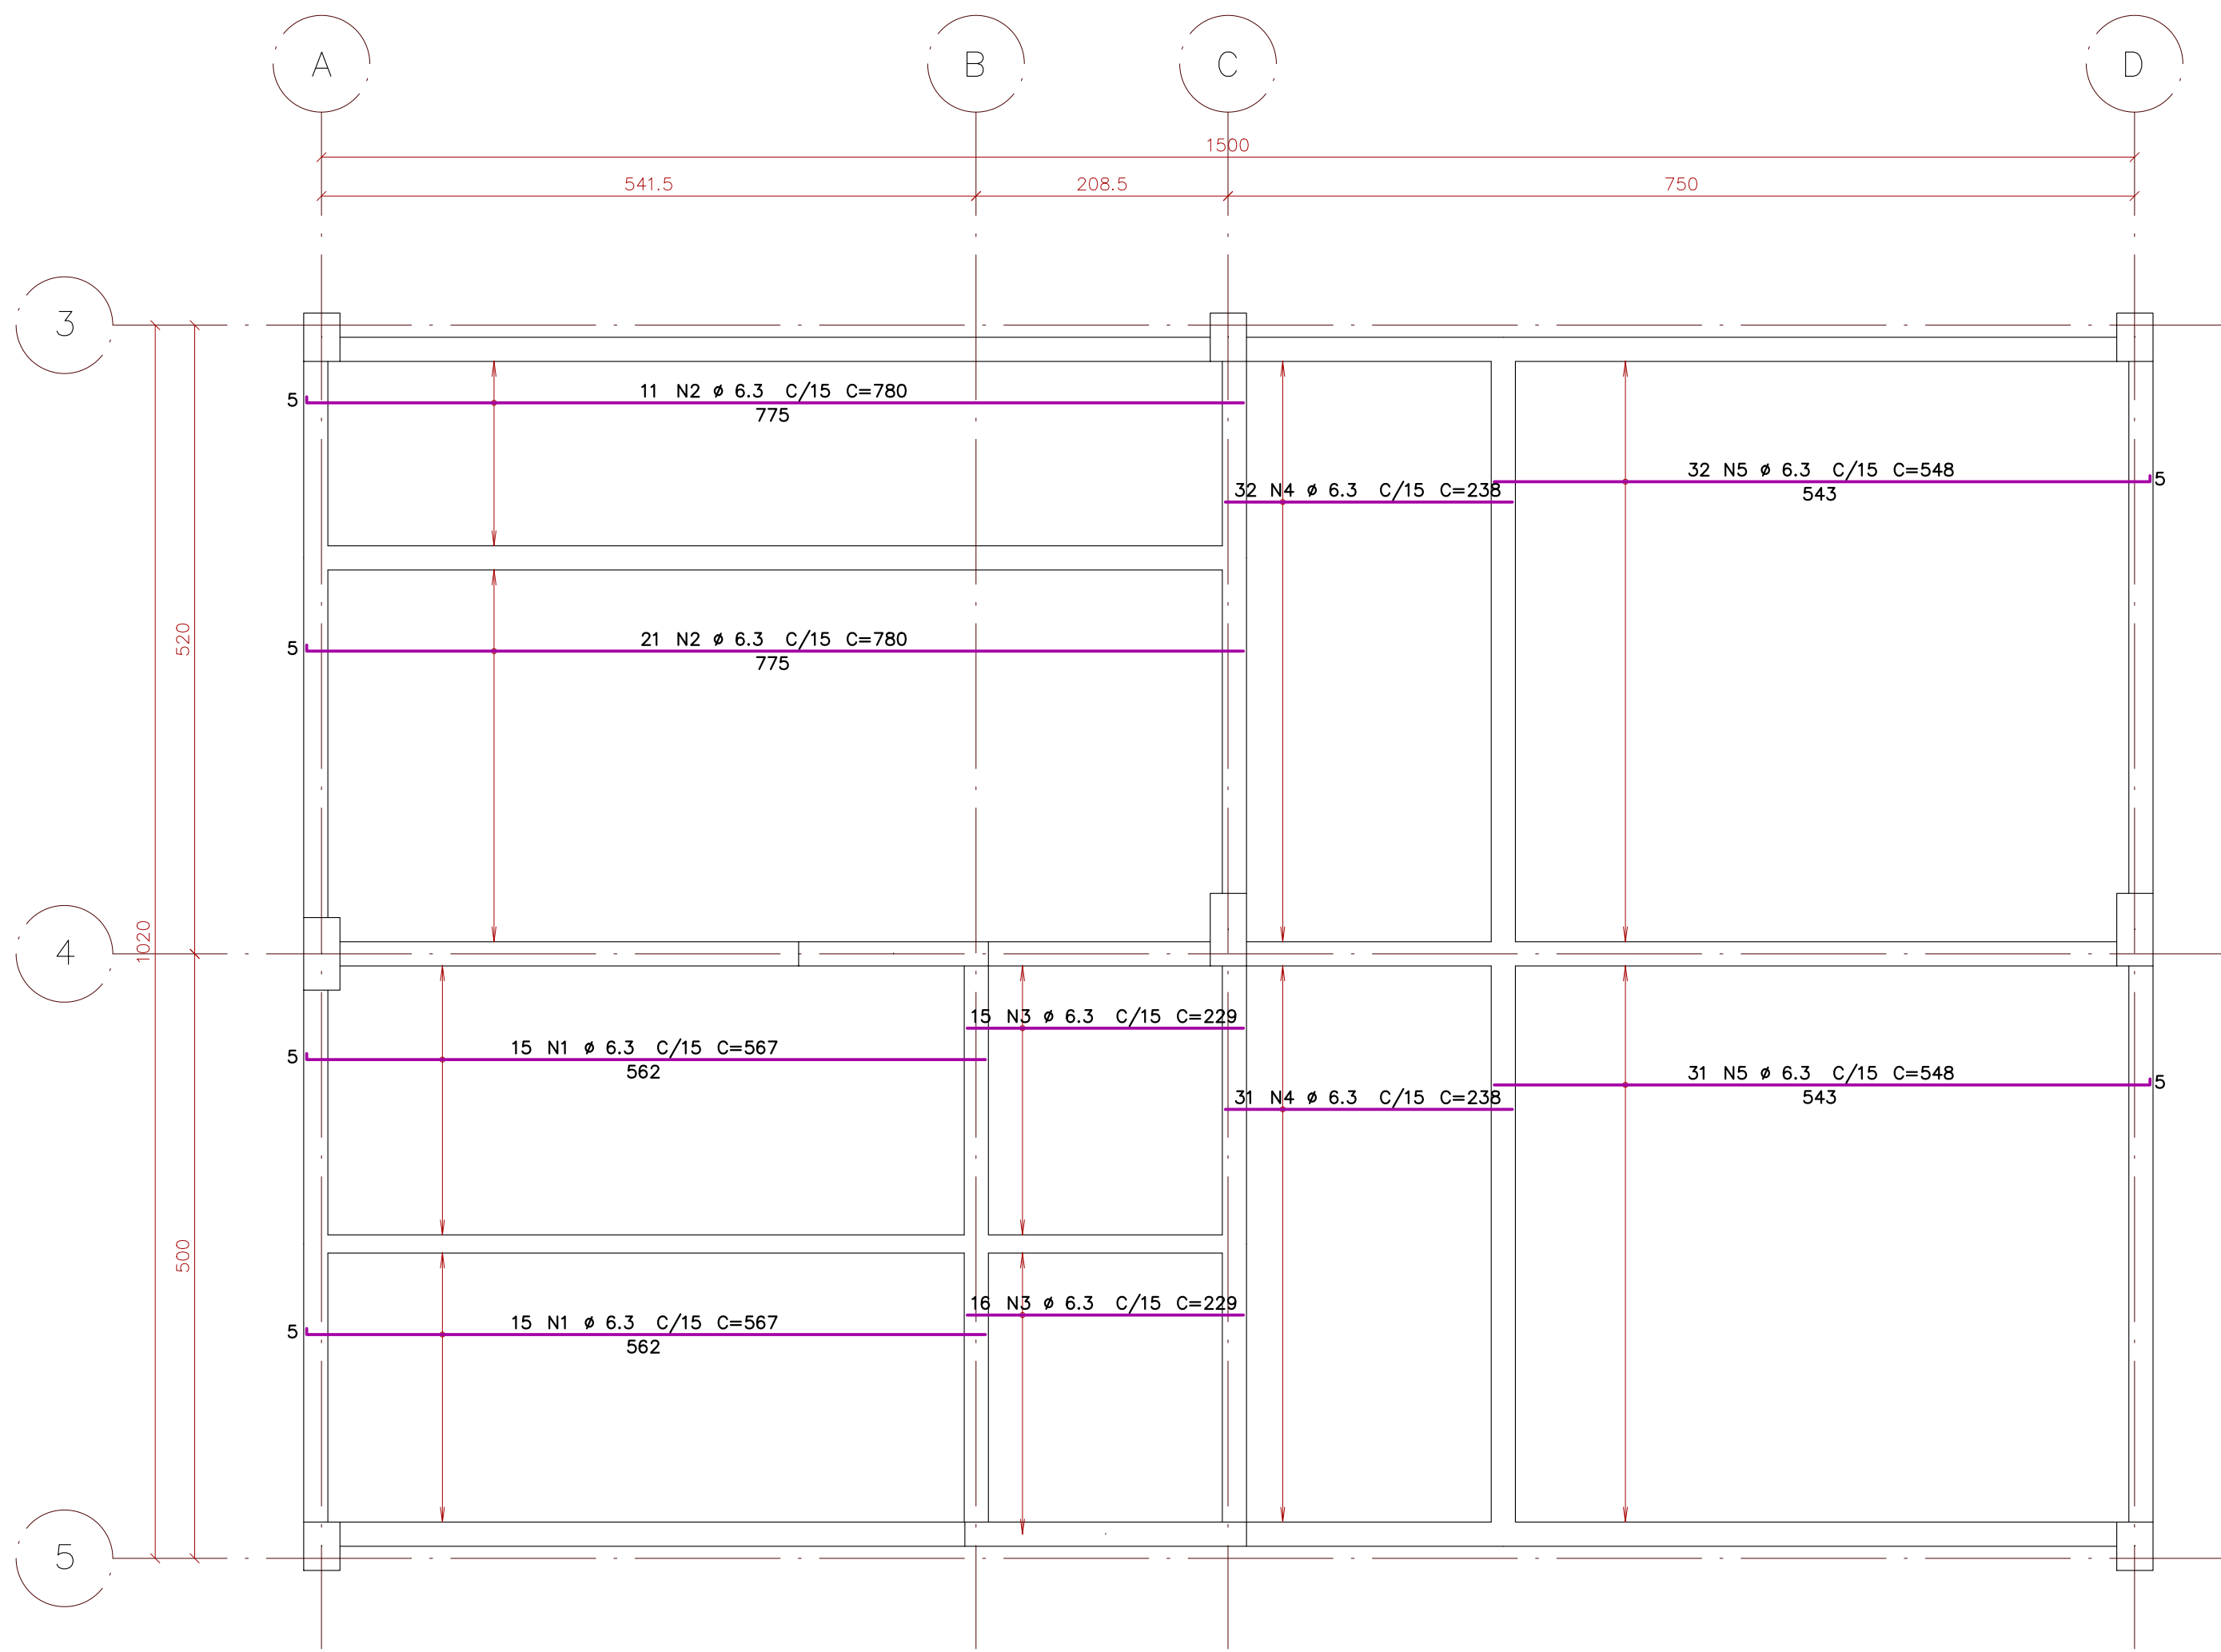 A B C D
1500
541.5 208.5 750
3
11 N2 ø 6.3 C/15 C=780
5
775
32 N5 ø 6.3 C/15 C=548
5
543
32 N4 ø 6.3 C/15 C=238
520
21 N2 ø 6.3 C/15 C=780
5
775
1020
4
15 N3 ø 6.3 C/15 C=229
15 N1 ø 6.3 C/15 C=567
5
562
31 N5 ø 6.3 C/15 C=548
5
543
31 N4 ø 6.3 C/15 C=238
500
16 N3 ø 6.3 C/15 C=229
15 N1 ø 6.3 C/15 C=567
5
562
5